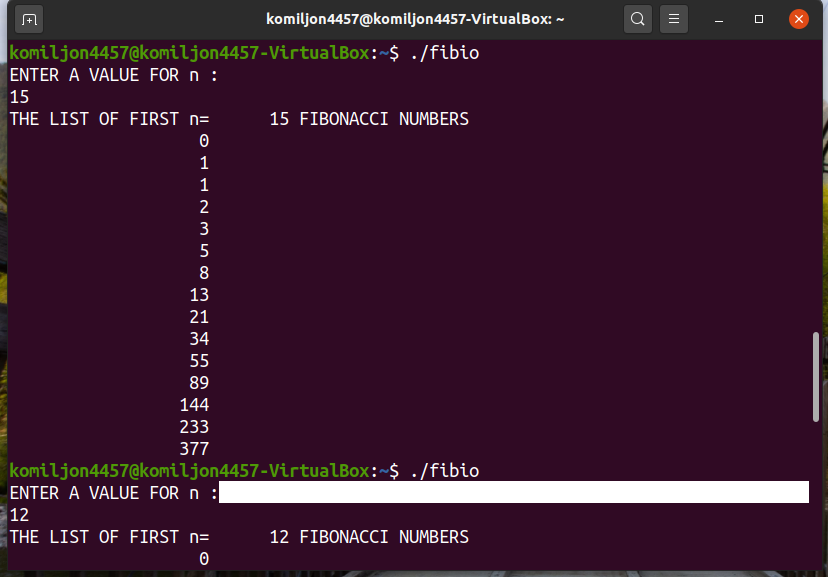 komiljon4457@komiljon4457-VirtualBox: ~
komiljon4457@komiljon4457-VirtualBox:~$ ./fibio
ENTER A VALUE FOR n :
15
THE LIST OF FIRST n=      15 FIBONACCI NUMBERS
0
1
1
2
3
5
8
13
21
34
55
89
144
233
377
komiljon4457@komiljon4457-VirtualBox:~$ ./fibio
ENTER A VALUE FOR n :
12
THE LIST OF FIRST n=      12 FIBONACCI NUMBERS
0